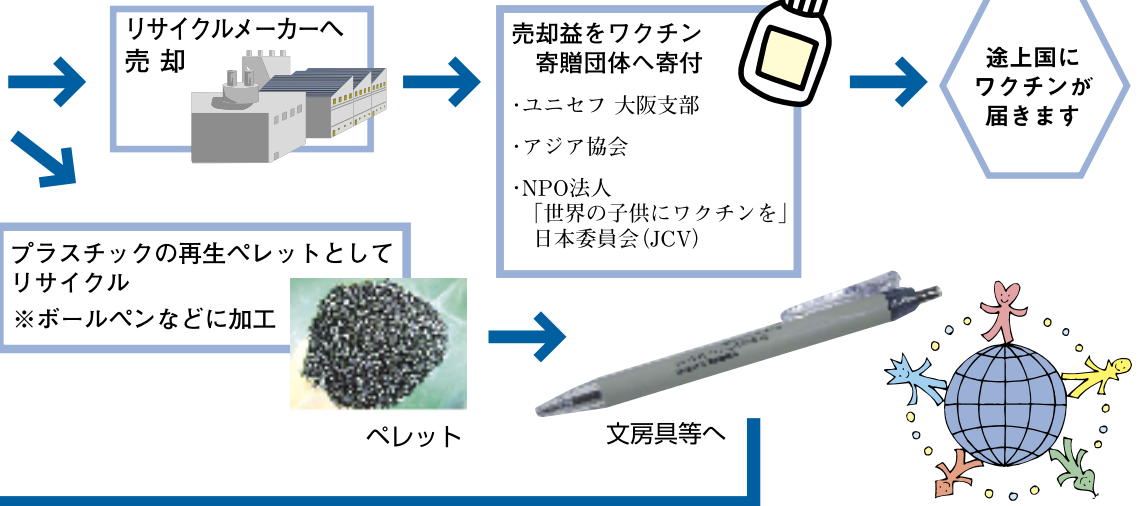 リサイクルメーカーへ
売 却
売却益をワクチン
寄贈団体へ寄付
・ユニセフ 大阪支部
・アジア協会
・NPO法人
「世界の子供にワクチンを」
日本委員会(JCV)
途上国に
ワクチンが
届きます
プラスチックの再生ペレットとして
リサイクル
※ボールペンなどに加工
ペレット
文房具等へ